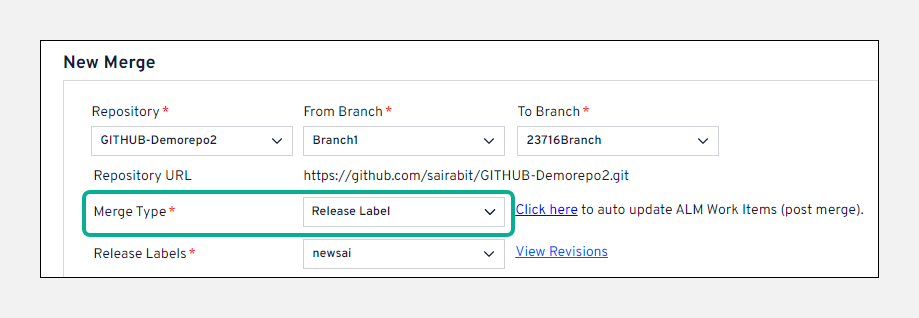 New Merge
Repository * From Branch * To Branch *
GITHUB-Demorepo2 Branch1 23716Branch
Repository URL https://github.com/sairabit/GITHUB-Demorepo2.git
Merge Type * Release Label Click here to auto update ALM Work Items (post merge).
Release Labels * newsai View Revisions